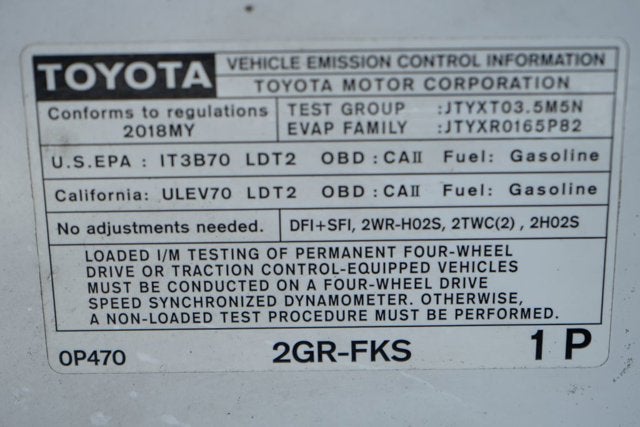 TOYOTA
VEHICLE EMISSION CONTROL INFORMATION
TOYOTA MOTOR CORPORATION
Conforms to regulations
2018MY
TEST GROUP :JTYXT03.5M5N
EVAP FAMILY :JTYXR0165P82
U.S.EPA : IT3B70 LDT2 OBD : CAII Fuel: Gasoline
California: ULEV70 LDT2 OBD : CAII Fuel: Gasoline
No adjustments needed. DFI+SFI, 2WR-H02S, 2TWC(2) , 2H02S
LOADED I/M TESTING OF PERMANENT FOUR-WHEEL
DRIVE OR TRACTION CONTROL-EQUIPPED VEHICLES
MUST BE CONDUCTED ON A FOUR-WHEEL DRIVE
SPEED SYNCHRONIZED DYNAMOMETER. OTHERWISE,
A NON-LOADED TEST PROCEDURE MUST BE PERFORMED.
0P470 2GR-FKS 1 P